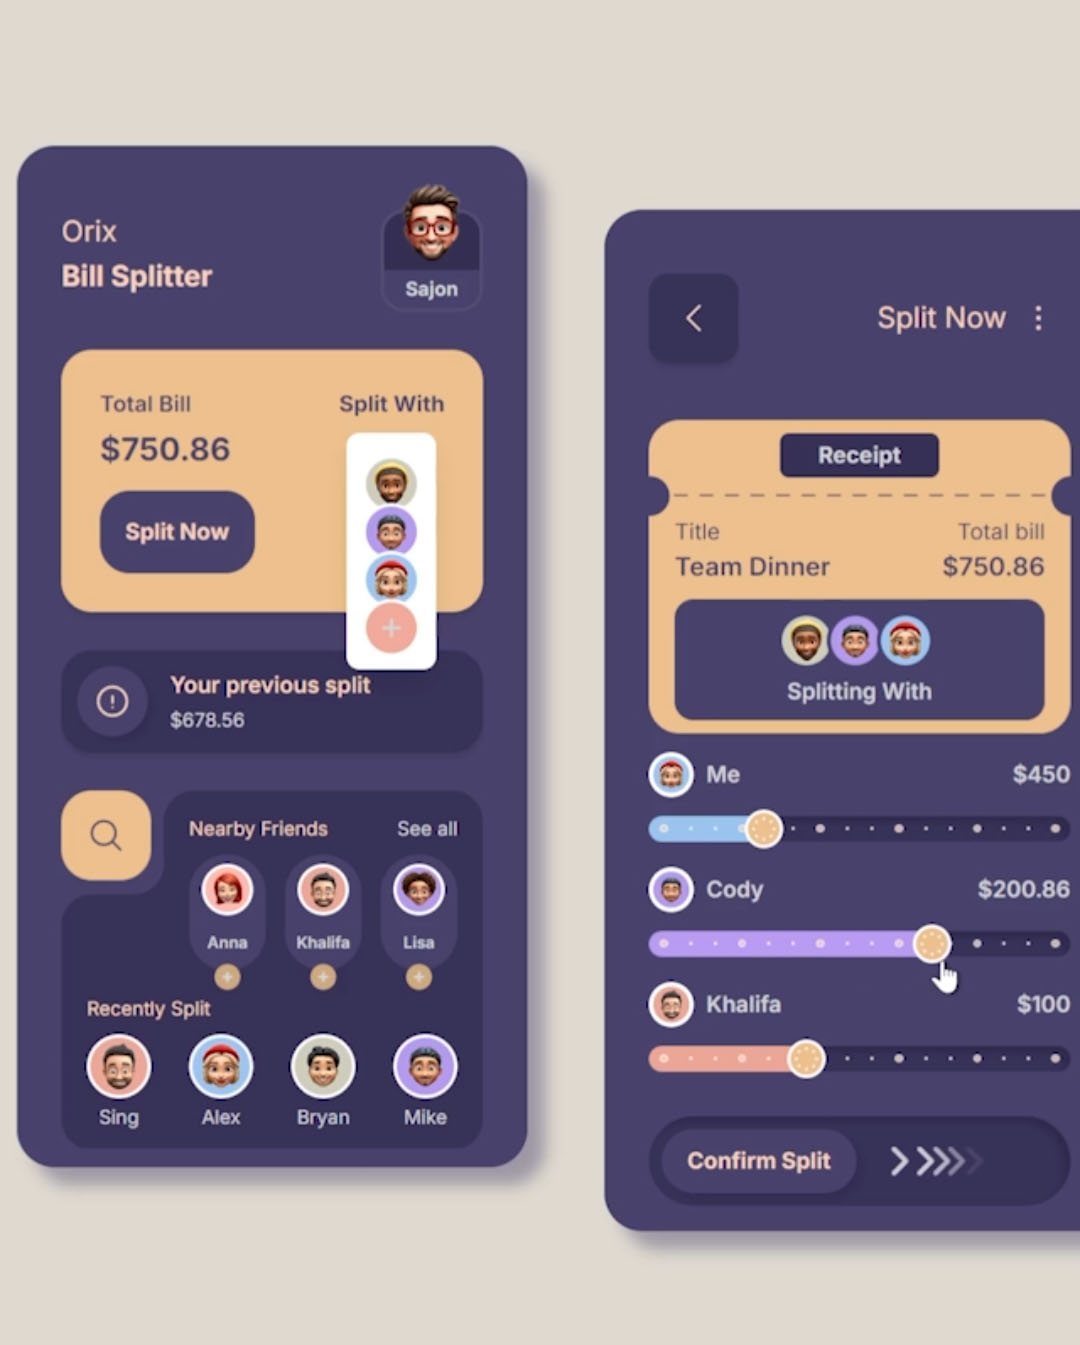 Orix
Bill Splitter
Sajon
Total Bill
Split With
$750.86
Split Now
Your previous split
$678.56
Nearby Friends
See all
Anna
Khalifa
Lisa
Recently Split
Sing
Alex
Bryan
Mike
Split Now
Receipt
Title
Total bill
Team Dinner
$750.86
Splitting With
Me
$450
Cody
$200.86
Khalifa
$100
Confirm Split